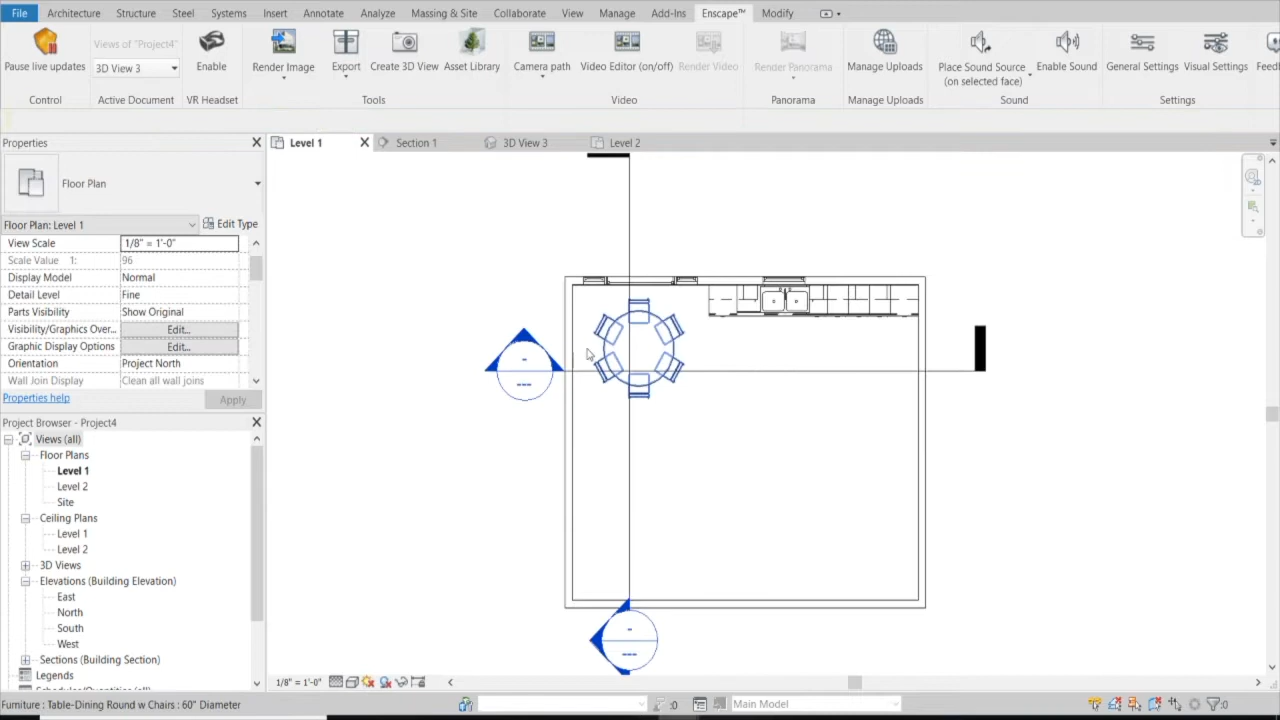 File Architecture Structure Steel Systems Insert Annotate Analyze Massing & Site Collaborate View Manage Add-Ins Enscape™ Modify
Pause live updates
Views of "Project4"
3D View 3
Enable
Render Image
Export
Create 3D View
Asset Library
Camera path
Video Editor (on/off)
Render Video
Render Panorama
Manage Uploads
Place Sound Source
(on selected face)
Enable Sound
General Settings
Visual Settings
Control Active Document VR Headset Tools Video Panorama Manage Uploads Sound Settings
Properties
Level 1 Section 1 3D View 3 Level 2
Floor Plan
Floor Plan: Level 1 Edit Type
View Scale 1/8" = 1'-0"
Scale Value 1: 96
Display Model Normal
Detail Level Fine
Parts Visibility Show Original
Visibility/Graphics Over... Edit...
Graphic Display Options Edit...
Orientation Project North
Wall Join Display Clean all wall joins
Properties help Apply
Project Browser - Project4
Views (all)
Floor Plans
Level 1
Level 2
Site
Ceiling Plans
Level 1
Level 2
3D Views
Elevations (Building Elevation)
East
North
South
West
Sections (Building Section)
Legends
1/8" = 1'-0"
Furniture : Table-Dining Round w Chairs : 60" Diameter
:0
Main Model
:0